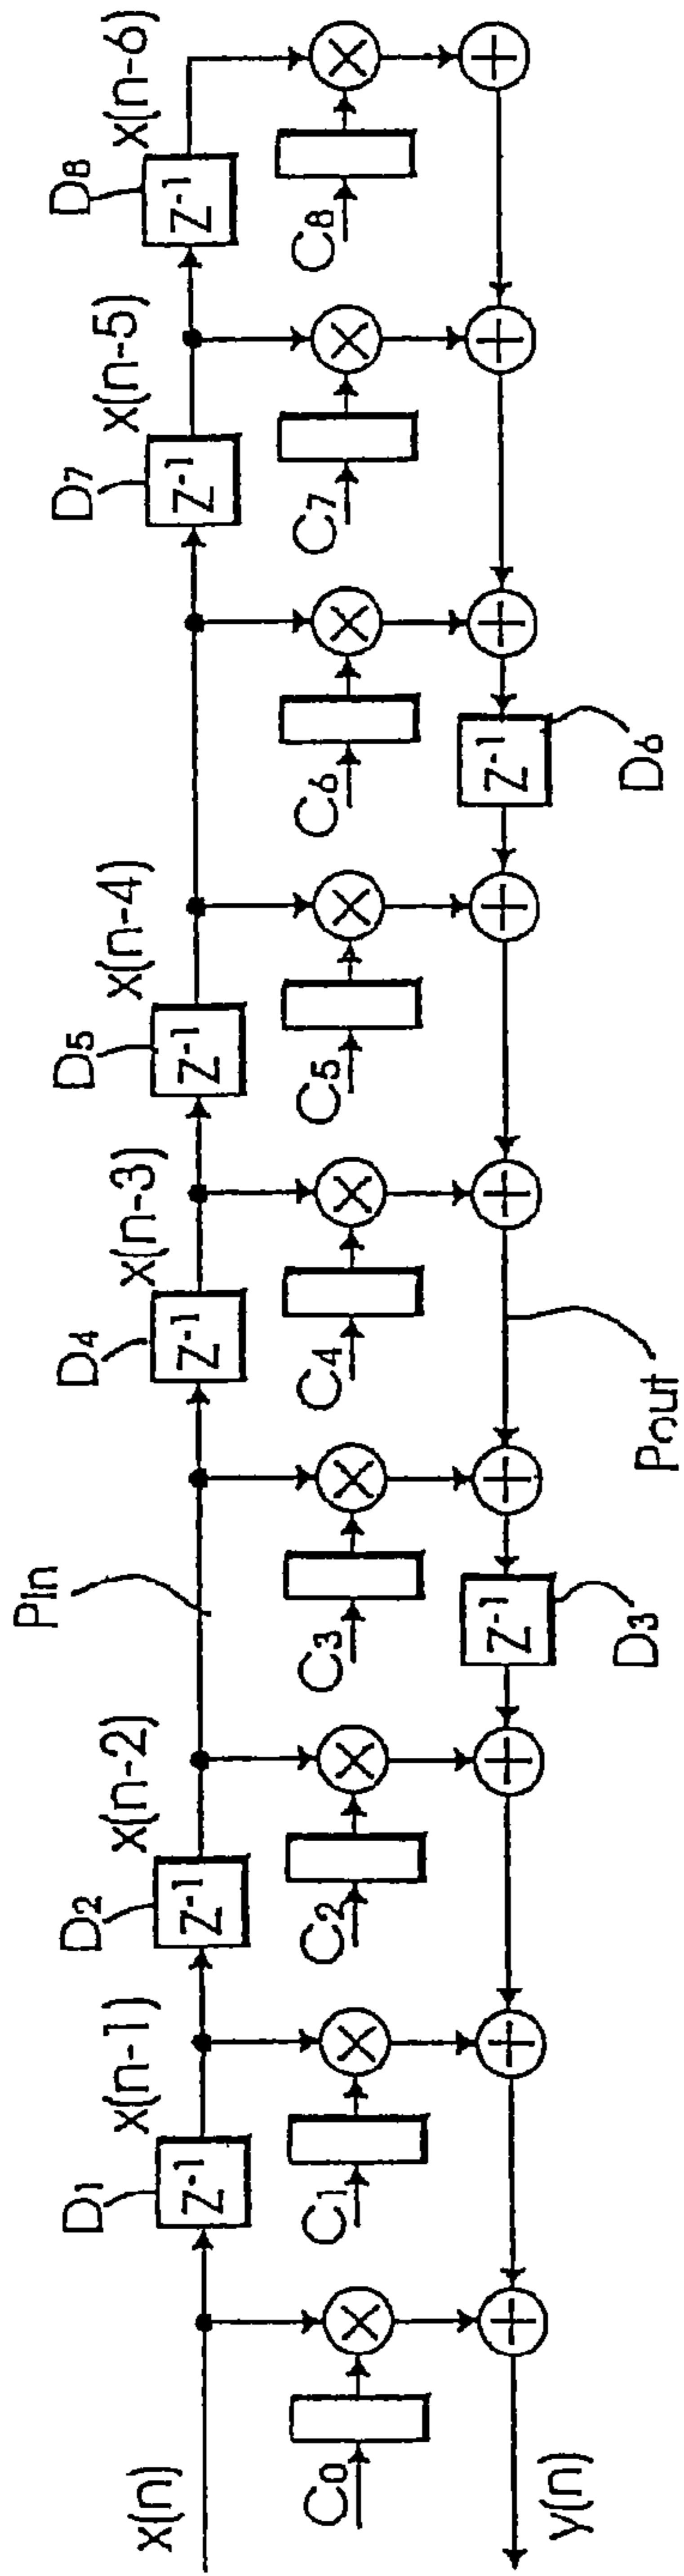 x(n) x(n-1) x(n-2) x(n-3) x(n-4) x(n-5) x(n-6)
D1 D2 Pin D4 D5 D7 D8
Z-1 Z-1 Z-1 Z-1 Z-1 Z-1
C0 C1 C2 C3 C4 C5 C6 C7 C8
Z-1 Z-1
y(n) D3 Pout D6